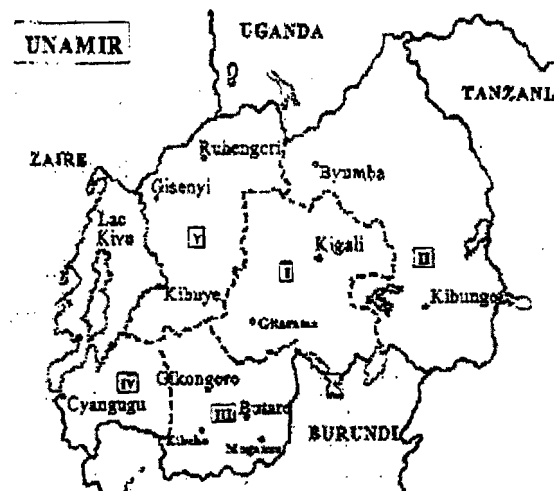 UNAMIR
UGANDA
TANZANI
Ruhengeri
ZAIRE
Byumba
Gisenyi
Lac
Kivu
V
Kigali
II
I
Kibuye
Kibungo
Gitarama
IV
Gikongoro
Cyangugu
III
Butare
Kibeho
BURUNDI